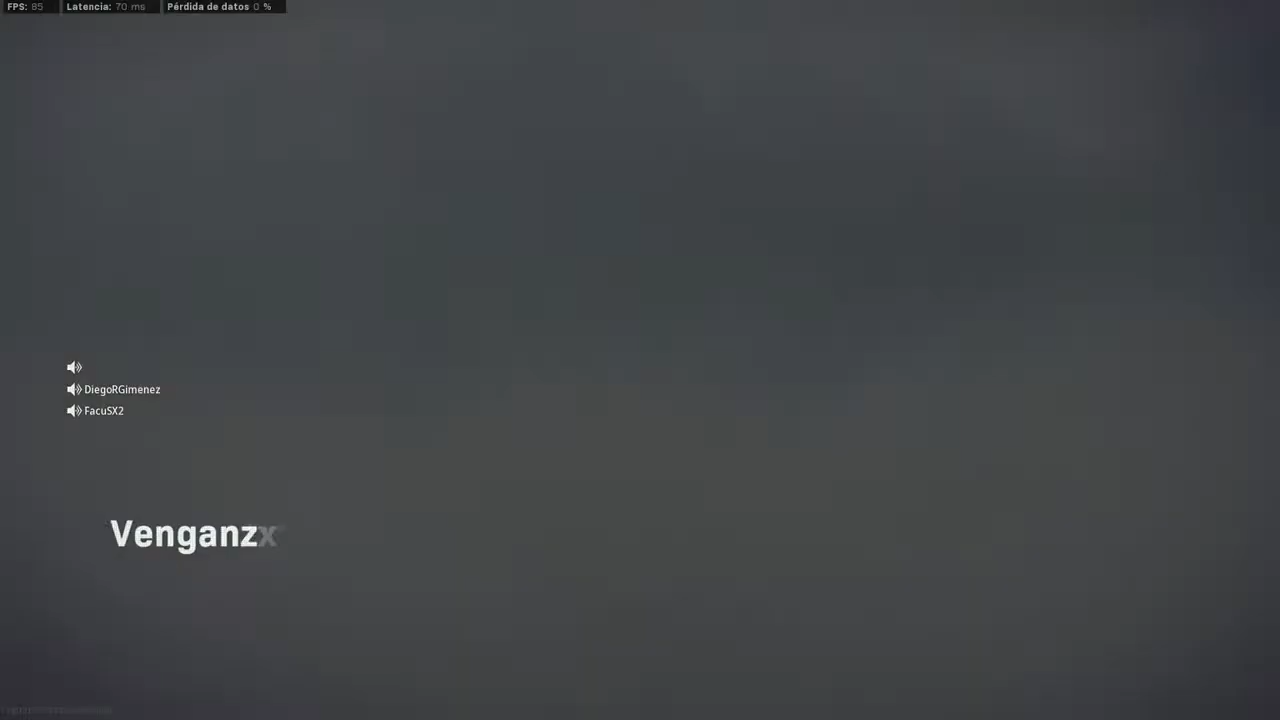 FPS: 85 Latencia: 70 ms Pérdida de datos 0 %
DiegoRGimenez
FacuSX2
Venganzx